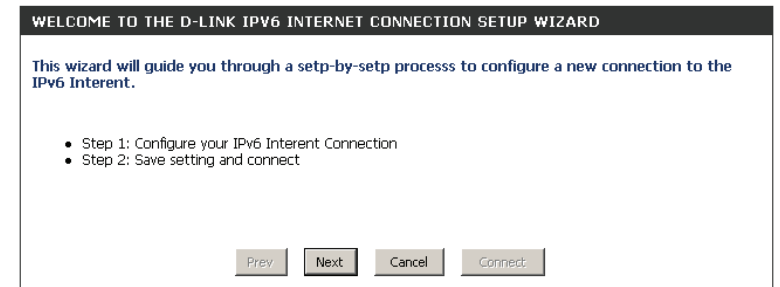 WELCOME TO THE D-LINK IPV6 INTERNET CONNECTION SETUP WIZARD
This wizard will guide you through a setp-by-setp processs to configure a new connection to the
IPv6 Interent.
• Step 1: Configure your IPv6 Interent Connection
• Step 2: Save setting and connect
Prev Next Cancel Connect